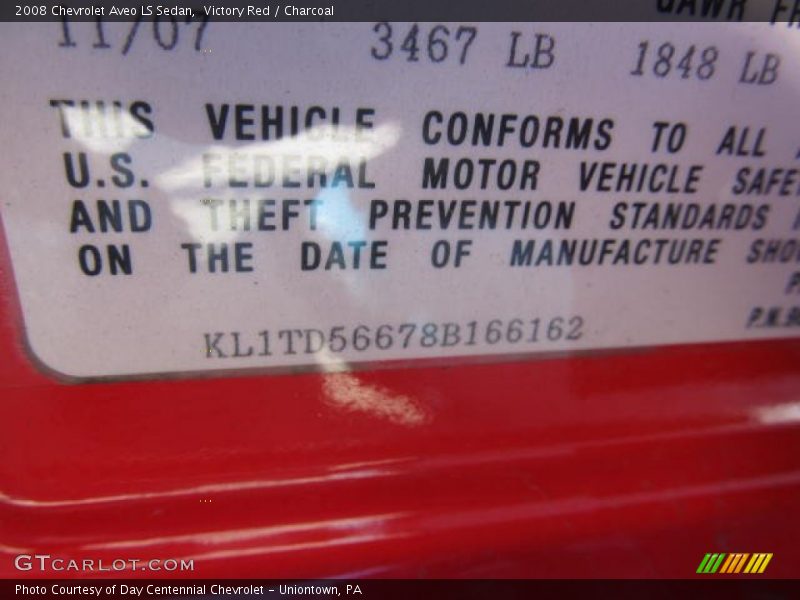 2008 Chevrolet Aveo LS Sedan, Victory Red / Charcoal
GAWR
11/07 3467 LB 1848 LB
THIS VEHICLE CONFORMS TO ALL
U.S. FEDERAL MOTOR VEHICLE
AND THEFT PREVENTION STANDARDS
ON THE DATE OF MANUFACTURE
KL1TD56678B166162
GTCARLOT.COM
Photo Courtesy of Day Centennial Chevrolet - Uniontown, PA